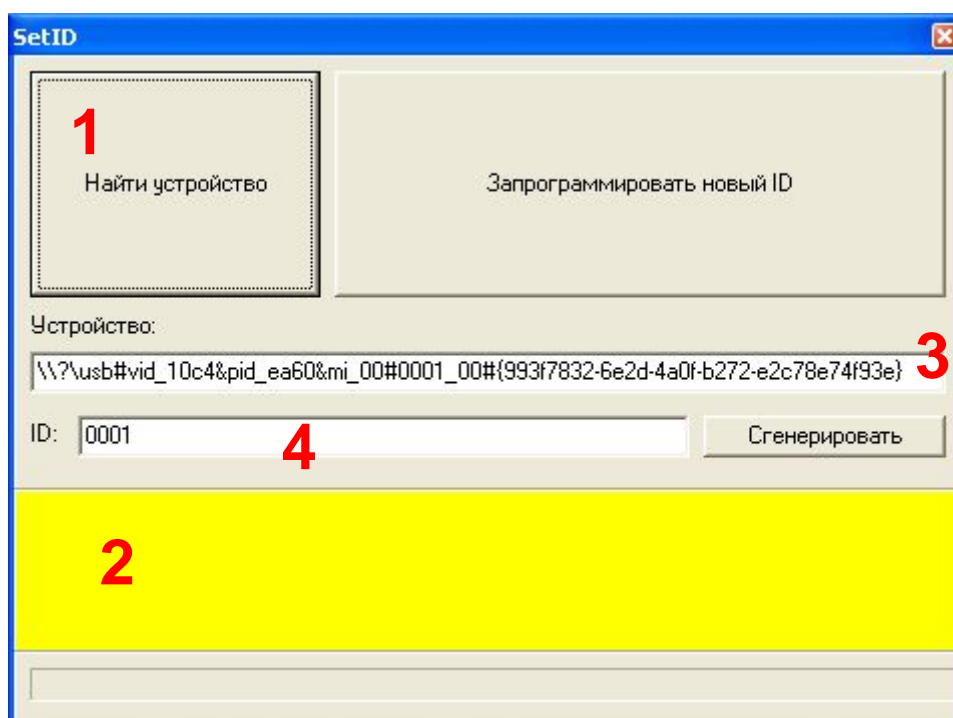 SetID
1
Найти устройство
Запрограммировать новый ID
Устройство:
\\?\usb#vid_10c4&pid_ea60&mi_00#0001_00#{993f7832-6e2d-4a0f-b272-e2c78e74f93e}
3
ID:
0001
4
Сгенерировать
2